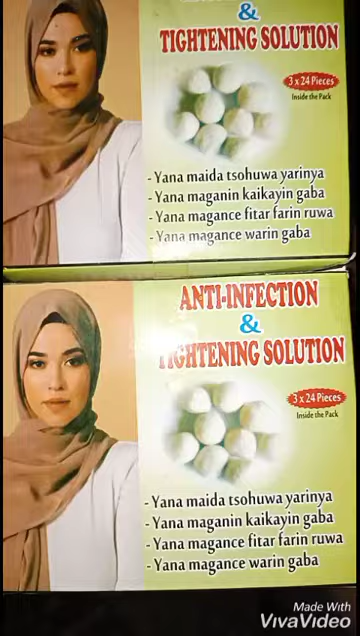 &
TIGHTENING SOLUTION
3 x 24 Pieces
Inside the Pack
- Yana maida tsohuwa yarinya
- Yana maganin kaikayin gaba
- Yana magance fitar farin ruwa
- Yana magance warin gaba
ANTI-INFECTION
&
TIGHTENING SOLUTION
3 x 24 Pieces
Inside the Pack
- Yana maida tsohuwa yarinya
- Yana maganin kaikayin gaba
- Yana magance fitar farin ruwa
- Yana magance warin gaba
Made With
VivaVideo